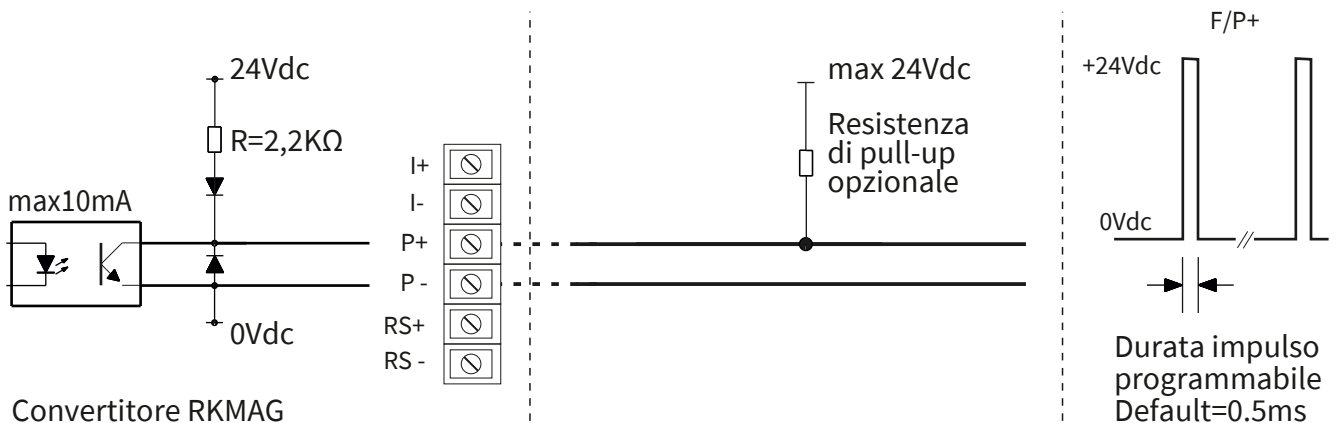 24Vdc
R=2,2KΩ
max10mA
0Vdc
Convertitore RKMAG
I+
I-
P+
P -
RS+
RS -
max 24Vdc
Resistenza
di pull-up
opzionale
F/P+
+24Vdc
0Vdc
Durata impulso
programmabile
Default=0.5ms